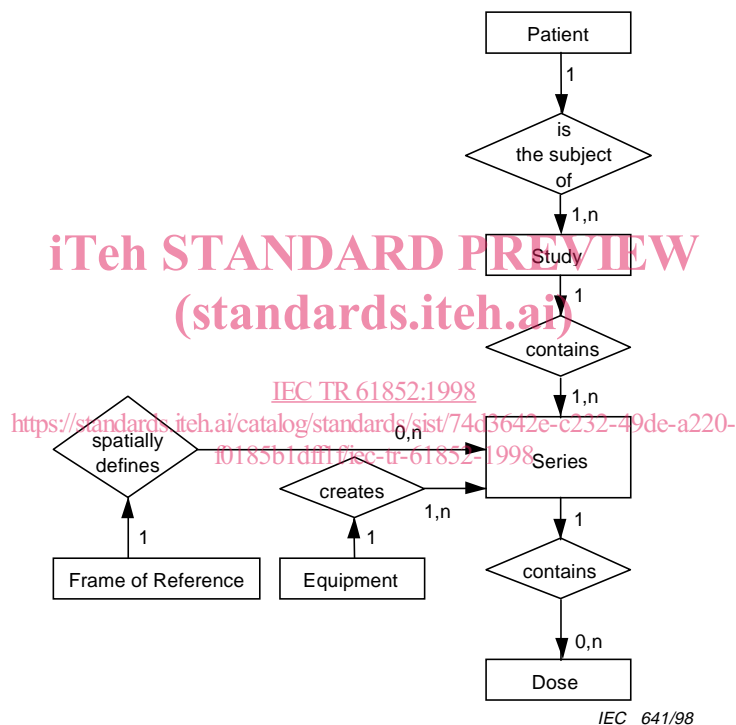 Patient
1
is
the subject
of
1,n
iTeh STANDARD PREVIEW
Study
(standards.iteh.ai)
1
contains
1,n
IEC TR 61852:1998
https://standards.iteh.ai/catalog/standards/sist/74d3642e-c232-49de-a220-
f0185b1dff1f/iec-tr-61852-1998
spatially
defines
0,n
Series
creates
1,n
1
1
1
Frame of Reference
Equipment
contains
0,n
Dose
IEC 641/98